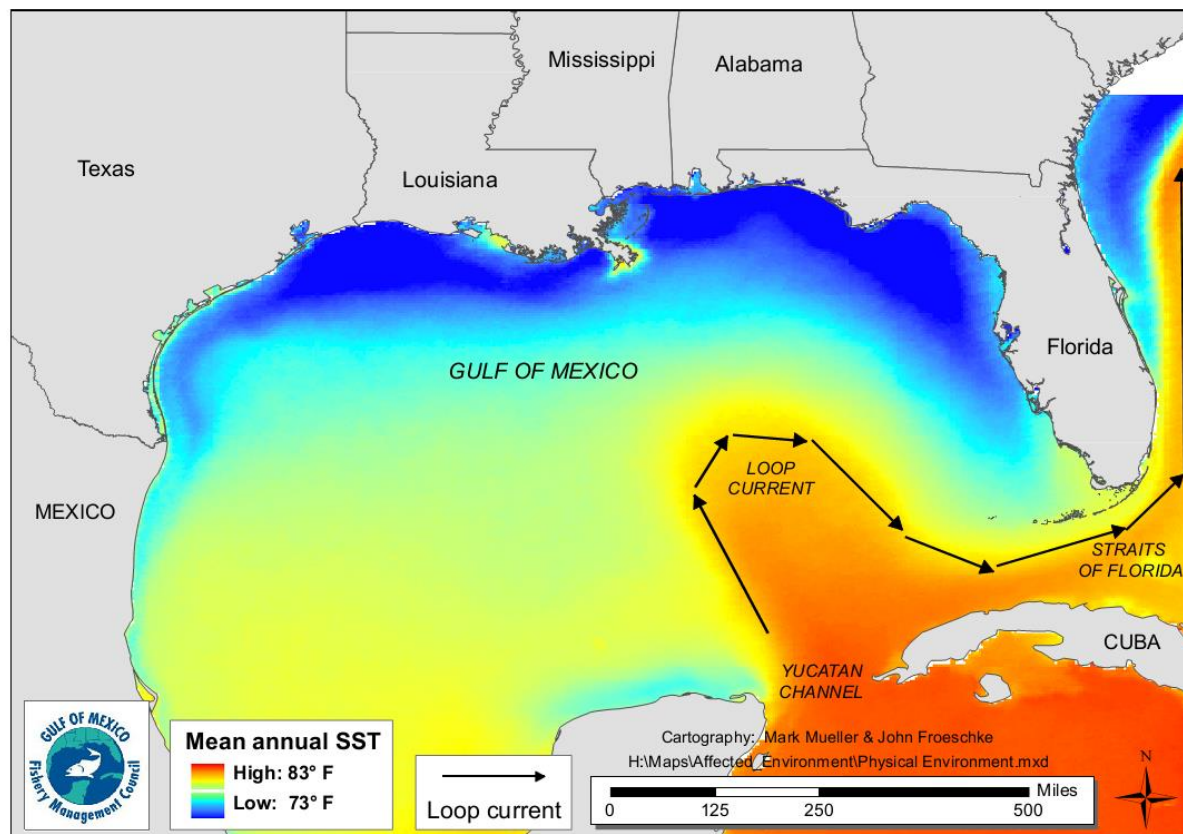 Mississippi
Alabama
Texas
Louisiana
GULF OF MEXICO
Florida
LOOP
CURRENT
MEXICO
STRAITS
OF FLORIDA
CUBA
YUCATAN
CHANNEL
GULF OF MEXICO
Fishery Management Council
Mean annual SST
High: 83° F
Low: 73° F
Loop current
Cartography: Mark Mueller & John Froeschke
H:\Maps\Affected_Environment\Physical Environment.mxd
Miles
0 125 250 500
N